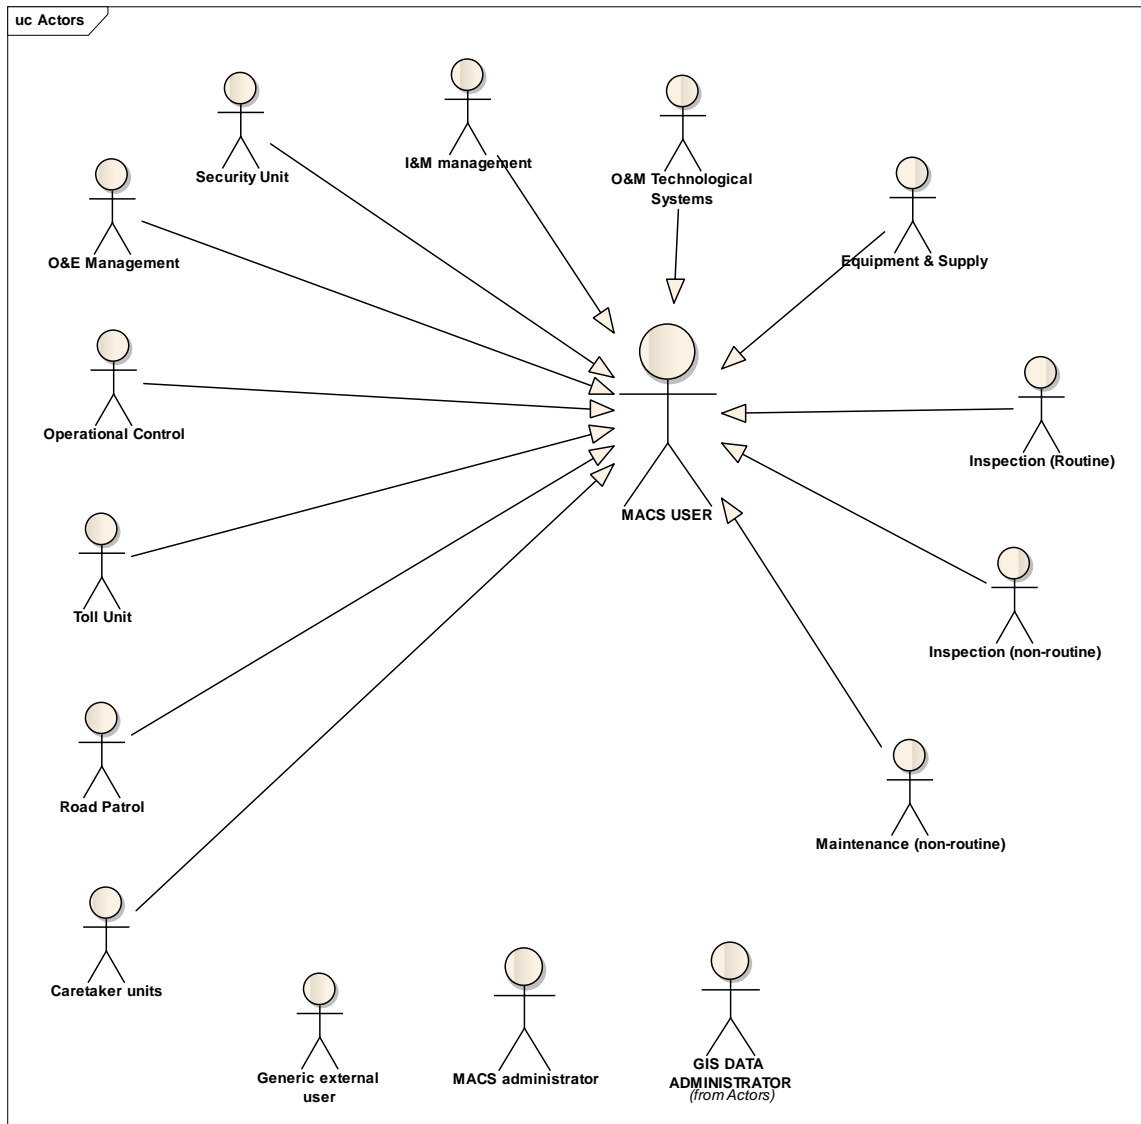 uc Actors
Security Unit
I&M management
O&M Technological
Systems
O&E Management
Equipment & Supply
Operational Control
Inspection (Routine)
MACS USER
Toll Unit
Inspection (non-routine)
Road Patrol
Maintenance (non-routine)
Caretaker units
Generic external
user
MACS administrator
GIS DATA
ADMINISTRATOR
(from Actors)